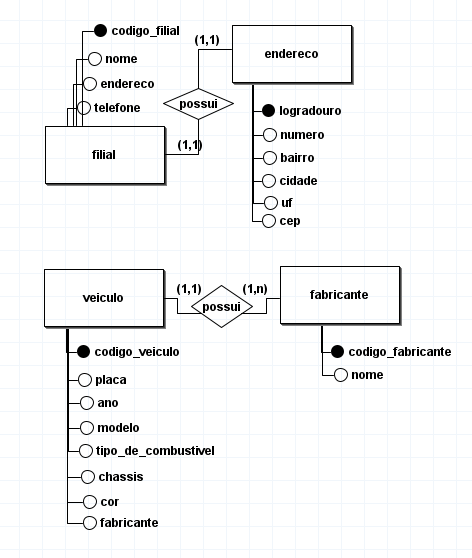 codigo_filial
nome
endereco
telefone
filial
(1,1)
possui
(1,1)
endereco
logradouro
numero
bairro
cidade
uf
cep
veiculo
(1,1)
possui
(1,n)
fabricante
codigo_veiculo
placa
ano
modelo
tipo_de_combustivel
chassis
cor
fabricante
codigo_fabricante
nome